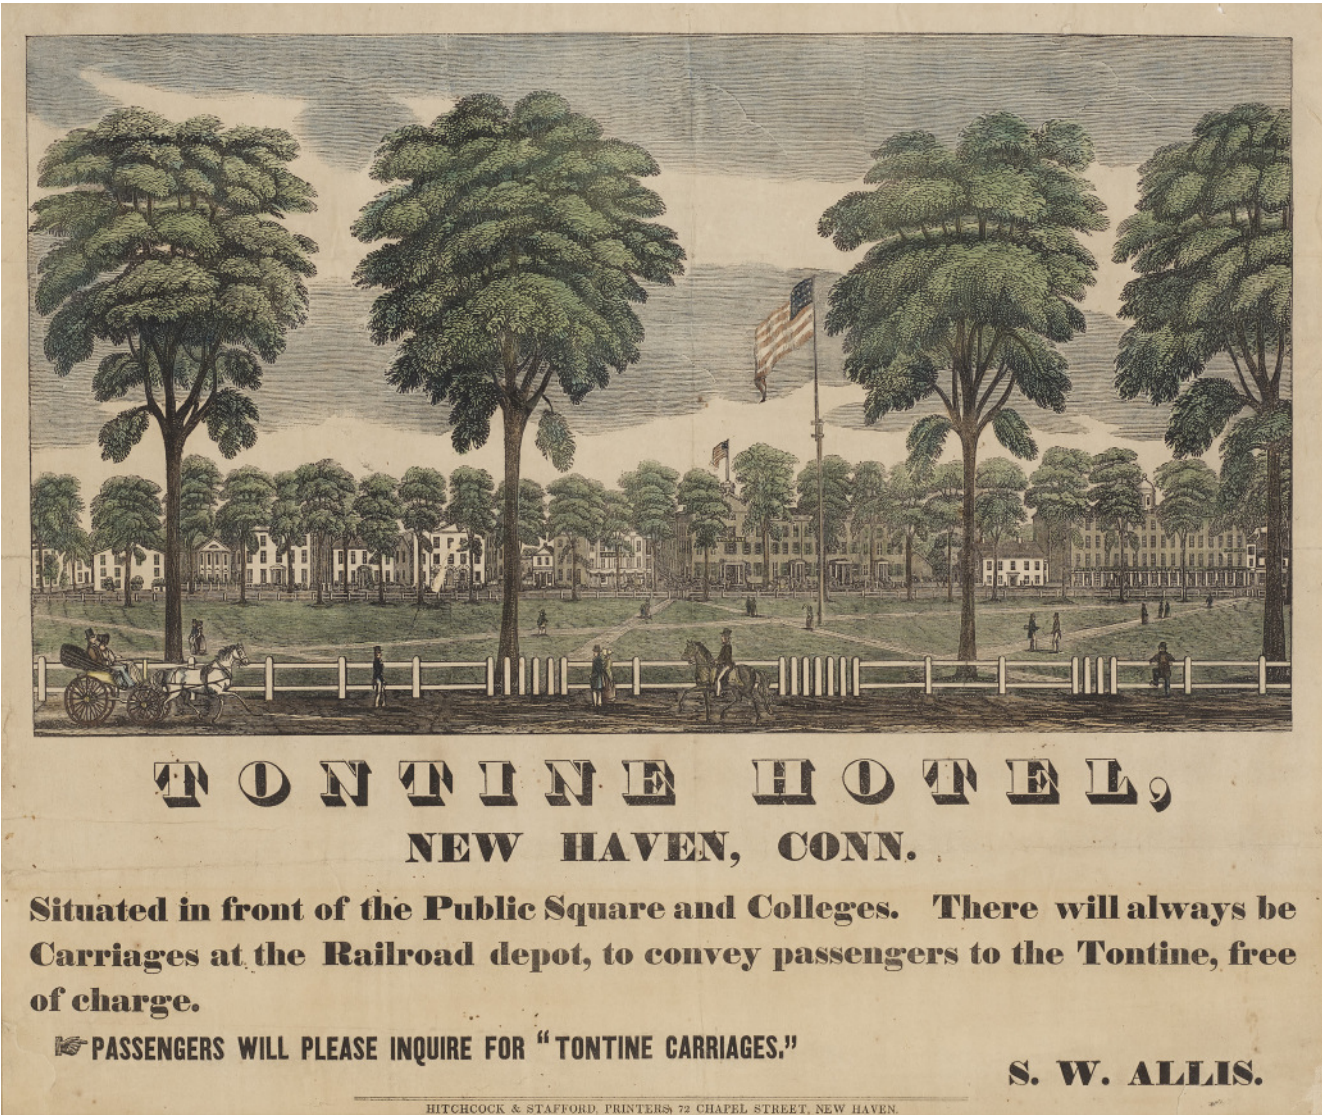 TONTINE HOTEL,
NEW HAVEN, CONN.
Situated in front of the Public Square and Colleges. There will always be
Carriages at the Railroad depot, to convey passengers to the Tontine, free
of charge.
☞PASSENGERS WILL PLEASE INQUIRE FOR “TONTINE CARRIAGES.”
S. W. ALLIS.
HITCHCOCK & STAFFORD, PRINTERS, 72 CHAPEL STREET, NEW HAVEN.